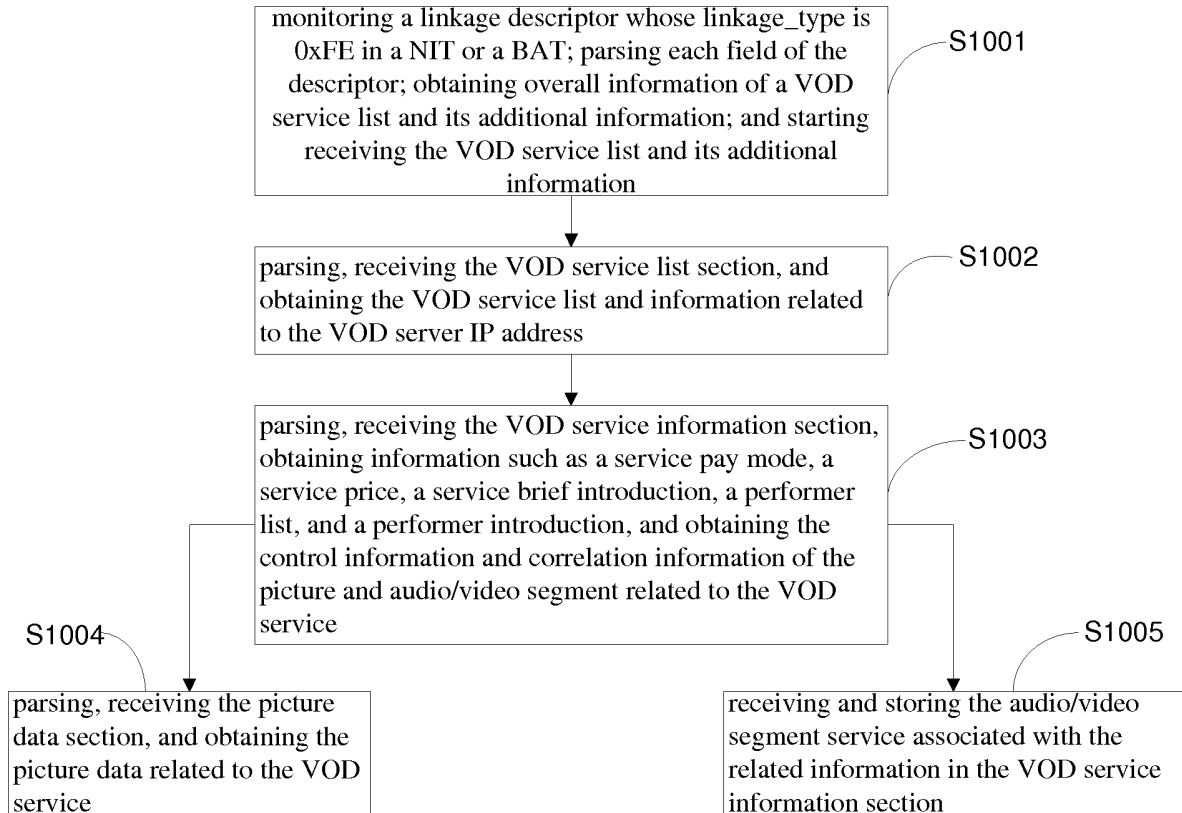 monitoring a linkage descriptor whose linkage_type is
0xFE in a NIT or a BAT; parsing each field of the
descriptor; obtaining overall information of a VOD
service list and its additional information; and starting
receiving the VOD service list and its additional
information
S1001
parsing, receiving the VOD service list section, and
obtaining the VOD service list and information related
to the VOD server IP address
S1002
parsing, receiving the VOD service information section,
obtaining information such as a service pay mode, a
service price, a service brief introduction, a performer
list, and a performer introduction, and obtaining the
control information and correlation information of the
picture and audio/video segment related to the VOD
service
S1003
S1004
parsing, receiving the picture
data section, and obtaining the
picture data related to the VOD
service
S1005
receiving and storing the audio/video
segment service associated with the
related information in the VOD service
information section